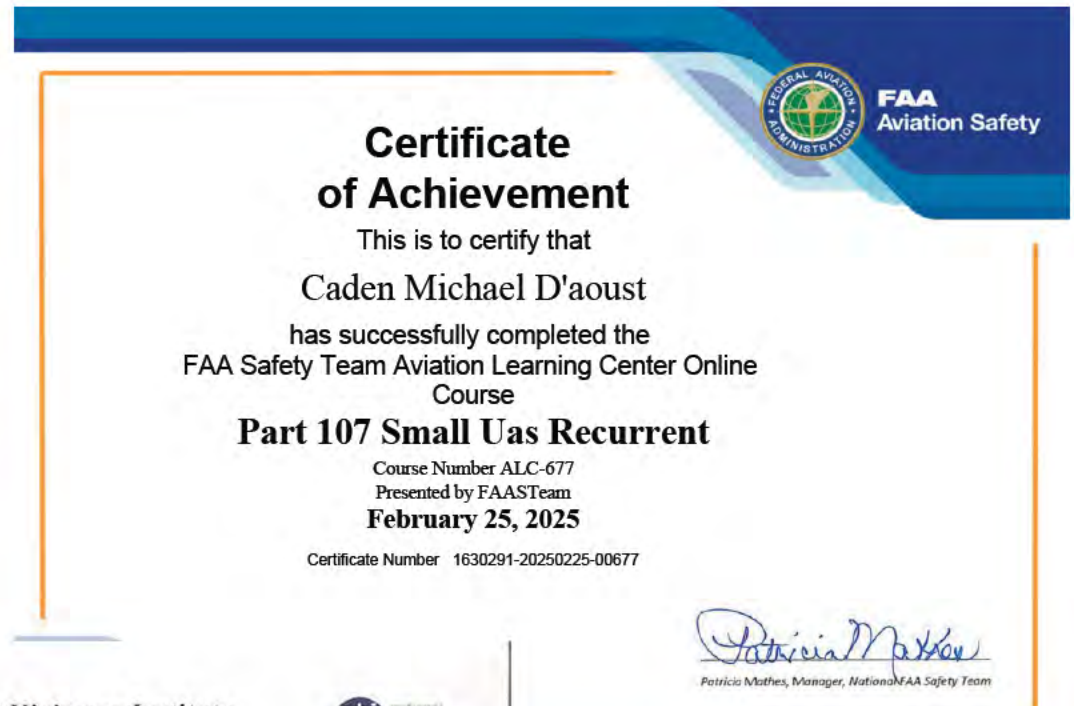 FEDERAL AVIATION ADMINISTRATION
FAA
Aviation Safety
Certificate
of Achievement
This is to certify that
Caden Michael D'aoust
has successfully completed the
FAA Safety Team Aviation Learning Center Online
Course
Part 107 Small Uas Recurrent
Course Number ALC-677
Presented by FAASTeam
February 25, 2025
Certificate Number 1630291-20250225-00677
Patricia Mathes
Patricia Mathes, Manager, National FAA Safety Team